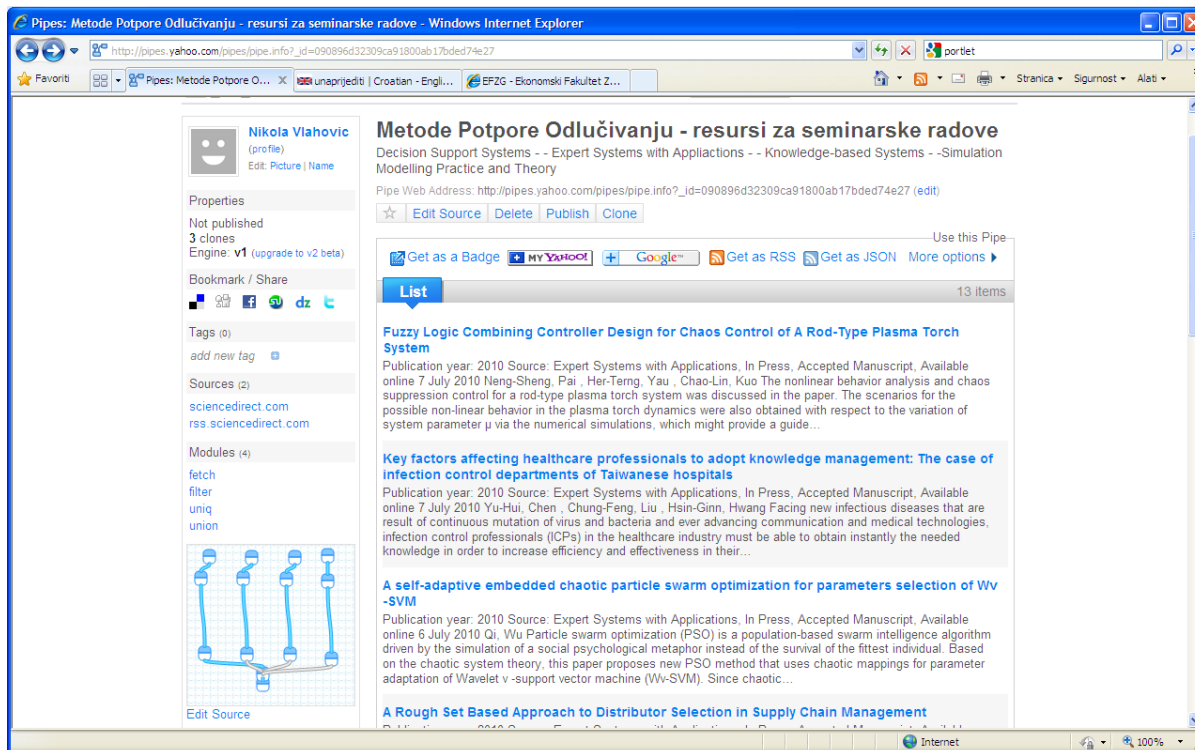 Pipes: Metode Potpore Odlučivanju - resursi za seminarske radove - Windows Internet Explorer
http://pipes.yahoo.com/pipes/pipe.info?_id=090896d32309ca91800ab17bded74e27
portlet
Favoriti
Pipes: Metode Potpore O...
unaprijediti | Croatian - Engli...
EFZG - Ekonomski Fakultet Z...
Stranica
Sigurnost
Alati
Nikola Vlahovic
(profile)
Edit: Picture | Name
Properties
Not published
3 clones
Engine: v1 (upgrade to v2 beta)
Bookmark / Share
dz
Tags (0)
add new tag
Sources (2)
sciencedirect.com
rss.sciencedirect.com
Modules (4)
fetch
filter
uniq
union
Edit Source
Metode Potpore Odlučivanju - resursi za seminarske radove
Decision Support Systems - - Expert Systems with Appliactions - - Knowledge-based Systems - -Simulation
Modelling Practice and Theory
Pipe Web Address: http://pipes.yahoo.com/pipes/pipe.info?_id=090896d32309ca91800ab17bded74e27 (edit)
Edit Source Delete Publish Clone
Use this Pipe
Get as a Badge MY YAHOO! Google™ Get as RSS Get as JSON More options
List 13 items
Fuzzy Logic Combining Controller Design for Chaos Control of A Rod-Type Plasma Torch
System
Publication year: 2010 Source: Expert Systems with Applications, In Press, Accepted Manuscript, Available
online 7 July 2010 Neng-Sheng, Pai , Her-Terng, Yau , Chao-Lin, Kuo The nonlinear behavior analysis and chaos
suppression control for a rod-type plasma torch system was discussed in the paper. The scenarios for the
possible non-linear behavior in the plasma torch dynamics were also obtained with respect to the variation of
system parameter μ via the numerical simulations, which might provide a guide...
Key factors affecting healthcare professionals to adopt knowledge management: The case of
infection control departments of Taiwanese hospitals
Publication year: 2010 Source: Expert Systems with Applications, In Press, Accepted Manuscript, Available
online 7 July 2010 Yu-Hui, Chen , Chung-Feng, Liu , Hsin-Ginn, Hwang Facing new infectious diseases that are
result of continuous mutation of virus and bacteria and ever advancing communication and medical technologies,
infection control professionals (ICPs) in the healthcare industry must be able to obtain instantly the needed
knowledge in order to increase efficiency and effectiveness in their...
A self-adaptive embedded chaotic particle swarm optimization for parameters selection of Wv
-SVM
Publication year: 2010 Source: Expert Systems with Applications, In Press, Accepted Manuscript, Available
online 6 July 2010 Qi, Wu Particle swarm optimization (PSO) is a population-based swarm intelligence algorithm
driven by the simulation of a social psychological metaphor instead of the survival of the fittest individual. Based
on the chaotic system theory, this paper proposes new PSO method that uses chaotic mappings for parameter
adaptation of Wavelet v -support vector machine (Wv-SVM). Since chaotic...
A Rough Set Based Approach to Distributor Selection in Supply Chain Management
Internet
100%